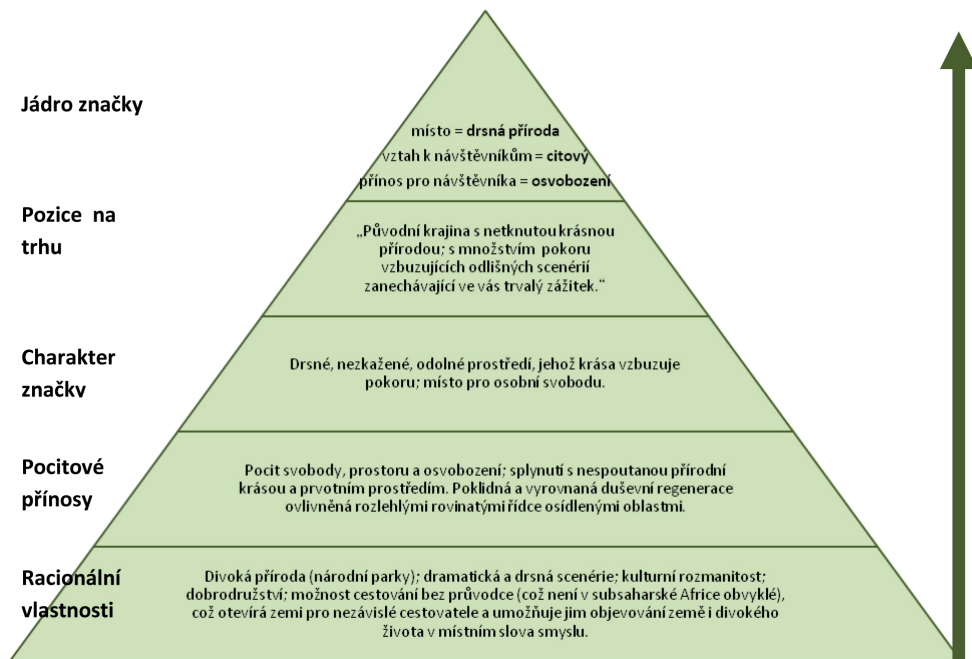 Jádro značky
místo = drsná příroda
vztah k návštěvníkům = citový
přínos pro návštěvníka = osvobození
Pozice na
trhu
„Původní krajina s netknutou krásnou
přírodou; s množstvím pokoru
vzbuzujících odlišných scenérií
zanechávající ve vás trvalý zážitek.“
Charakter
značky
Drsné, nezkažené, odolné prostředí, jehož krása vzbuzuje
pokoru; místo pro osobní svobodu.
Pocitové
přínosy
Pocit svobody, prostoru a osvobození; splynutí s nespoutanou přírodní
krásou a prvotním prostředím. Poklidná a vyrovnaná duševní regenerace
ovlivněná rozlehlými rovinatými řídce osídlenými oblastmi.
Racionální
vlastnosti
Divoká příroda (národní parky); dramatická a drsná scenérie; kulturní rozmanitost;
dobrodružství; možnost cestování bez průvodce (což není v subsaharské Africe obvyklé),
což otevírá zemi pro nezávislé cestovatele a umožňuje jim objevování země i divokého
života v místním slova smyslu.